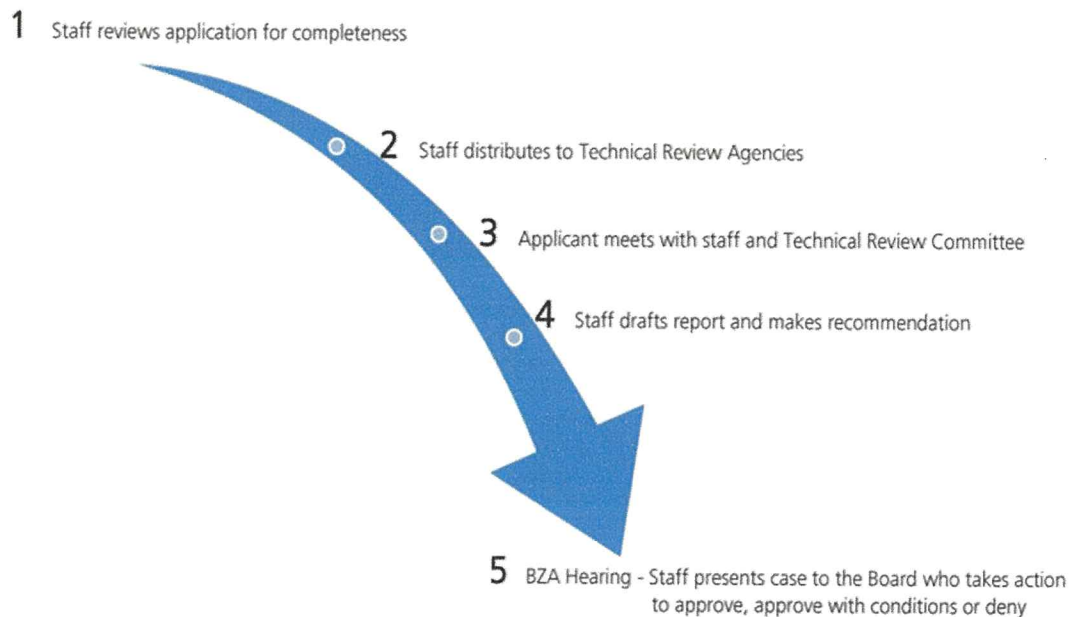 1 Staff reviews application for completeness
2 Staff distributes to Technical Review Agencies
3 Applicant meets with staff and Technical Review Committee
4 Staff drafts report and makes recommendation
5 BZA Hearing - Staff presents case to the Board who takes action
to approve, approve with conditions or deny